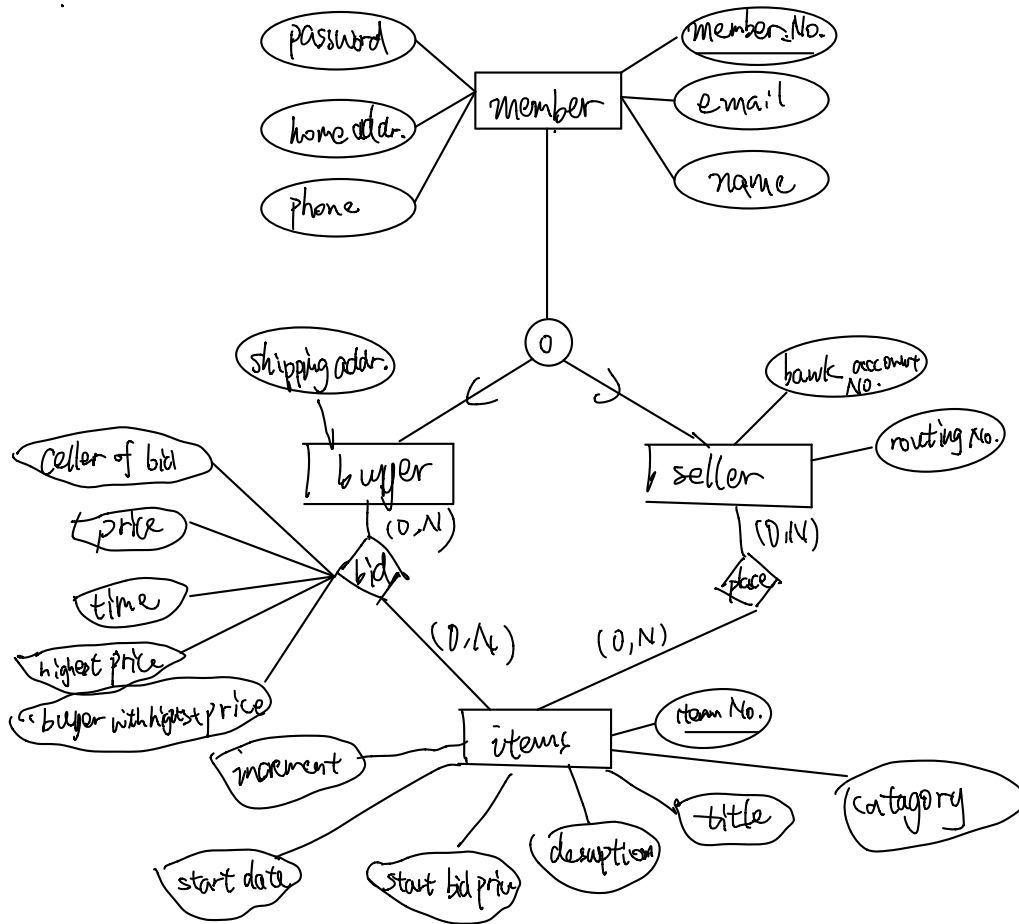 password
member No.
member
email
home addr.
name
phone
O
shipping addr.
bank account
No.
celler of bid
buyer
seller
routing No.
(0,N)
(0,N)
price
bid
place
time
(0,N)
(0,N)
highest price
buyer with highest price
items
item No.
increment
title
catagory
start date
start bid price